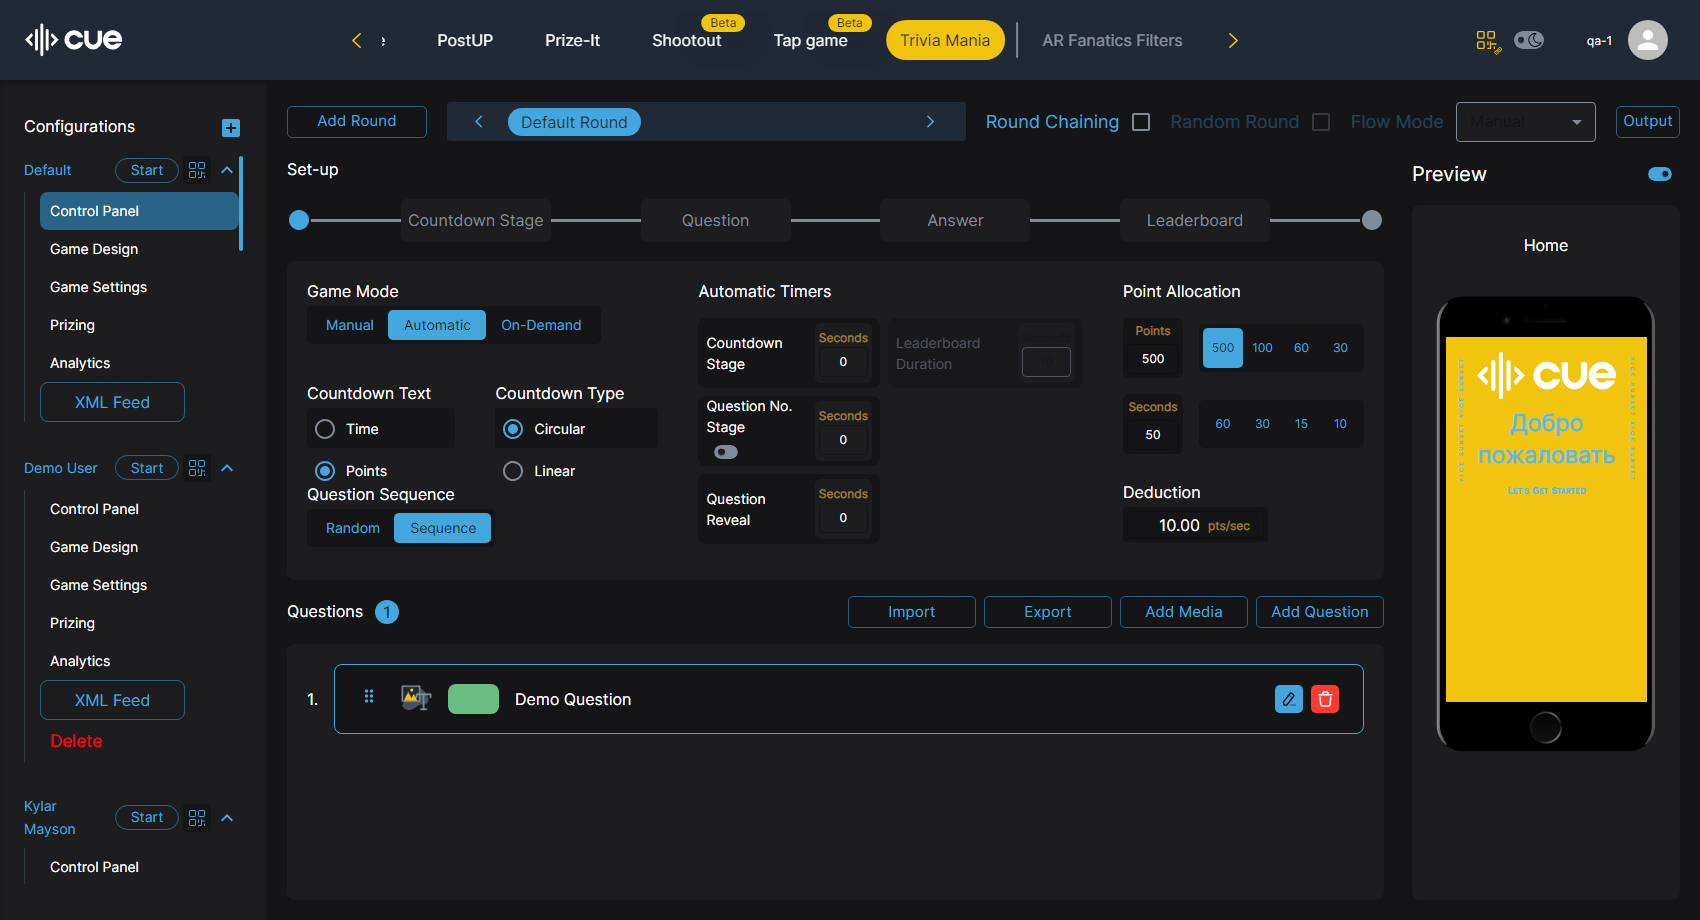 cue
PostUP
Prize-It
Shootout
Beta
Tap game
Beta
Trivia Mania
AR Fanatics Filters
qa-1
Configurations
Default
Start
Control Panel
Game Design
Game Settings
Prizing
Analytics
XML Feed
Demo User
Start
Control Panel
Game Design
Game Settings
Prizing
Analytics
XML Feed
Delete
Kylar
Mayson
Start
Control Panel
Add Round
Default Round
Round Chaining
Random Round
Flow Mode
Manual
Output
Set-up
Countdown Stage
Question
Answer
Leaderboard
Game Mode
Manual
Automatic
On-Demand
Countdown Text
Time
Points
Countdown Type
Circular
Linear
Question Sequence
Random
Sequence
Automatic Timers
Countdown
Stage
Seconds
0
Leaderboard
Duration
Question No.
Stage
Seconds
0
Question
Reveal
Seconds
0
Point Allocation
Points
500
500
100
60
30
Seconds
50
60
30
15
10
Deduction
10.00 pts/sec
Questions 1
Import
Export
Add Media
Add Question
1.
Demo Question
Preview
Home
cue
Добро
пожаловать
Let's Get Started